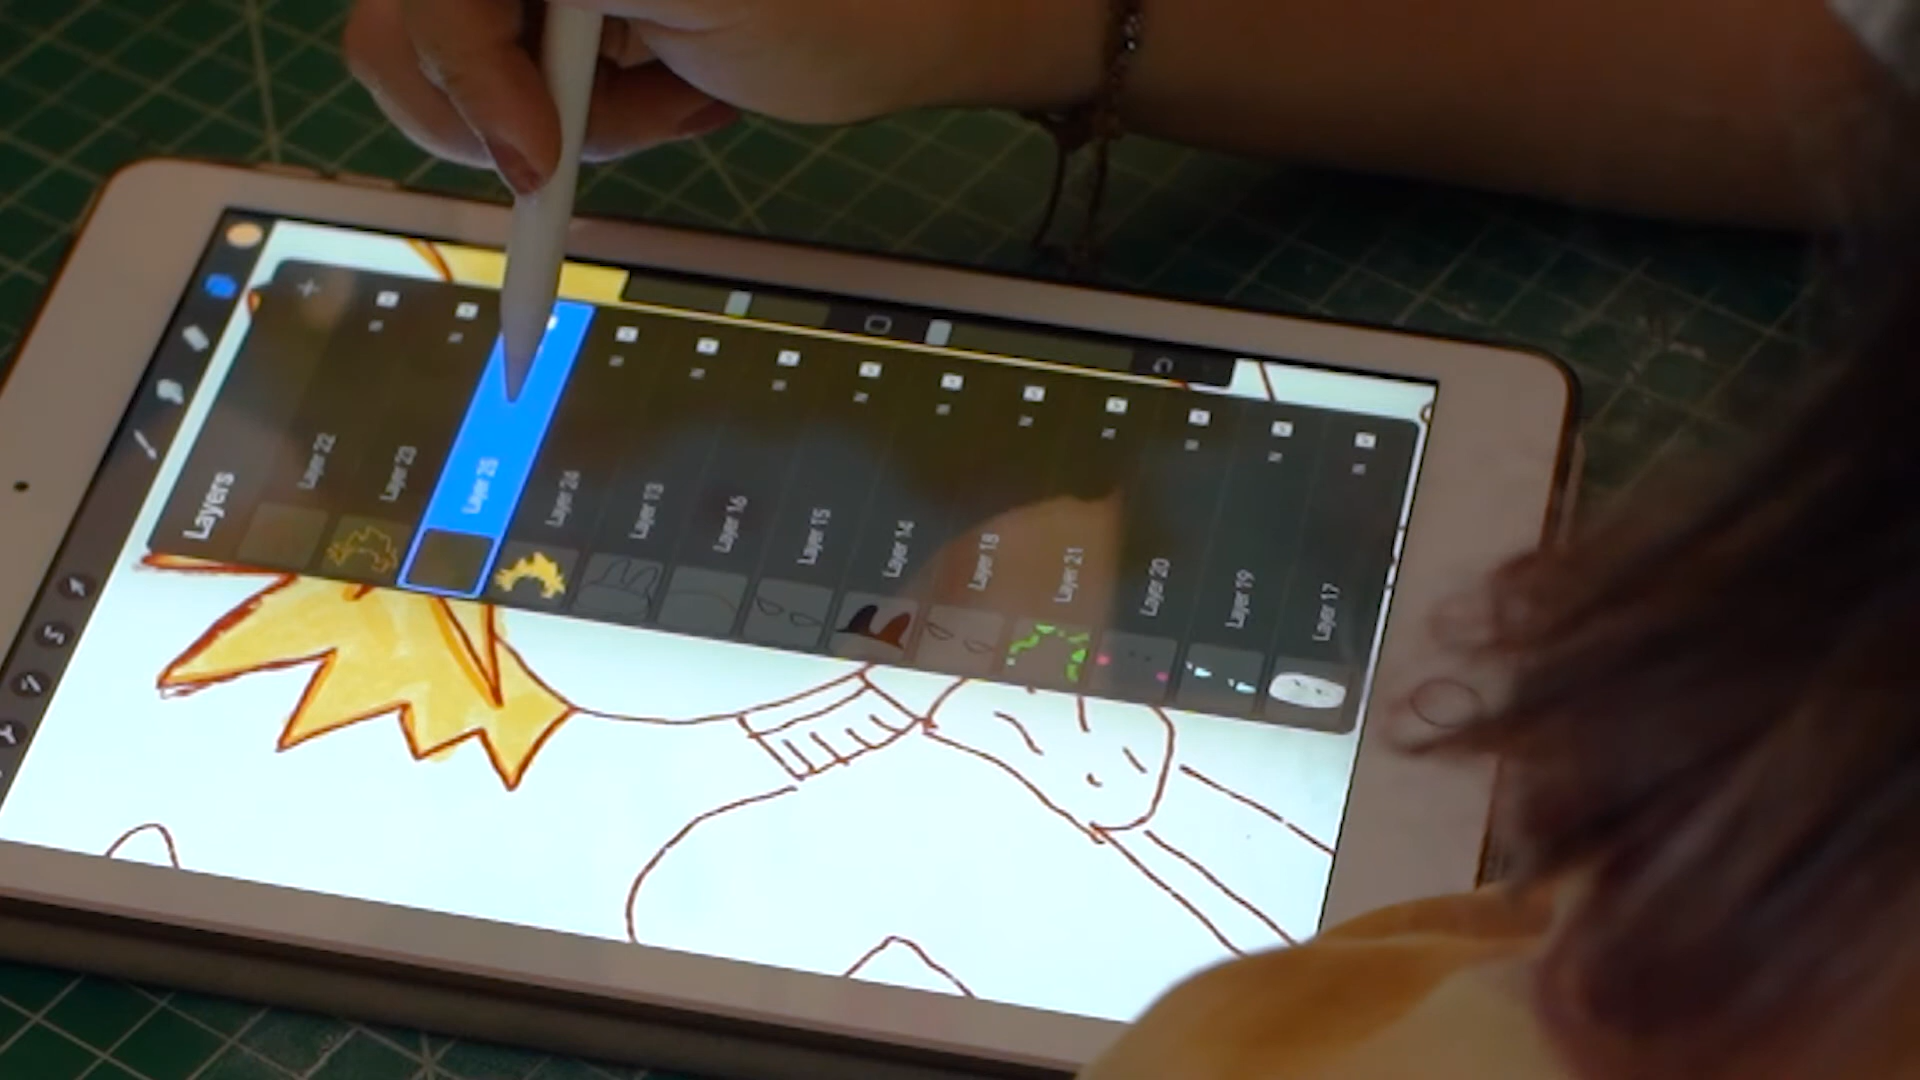 Layers
Layer 22
N
Layer 23
N
Layer 25
Layer 24
N
Layer 13
N
Layer 16
N
Layer 15
N
Layer 14
N
Layer 18
N
Layer 21
N
Layer 20
N
Layer 19
N
Layer 17
N